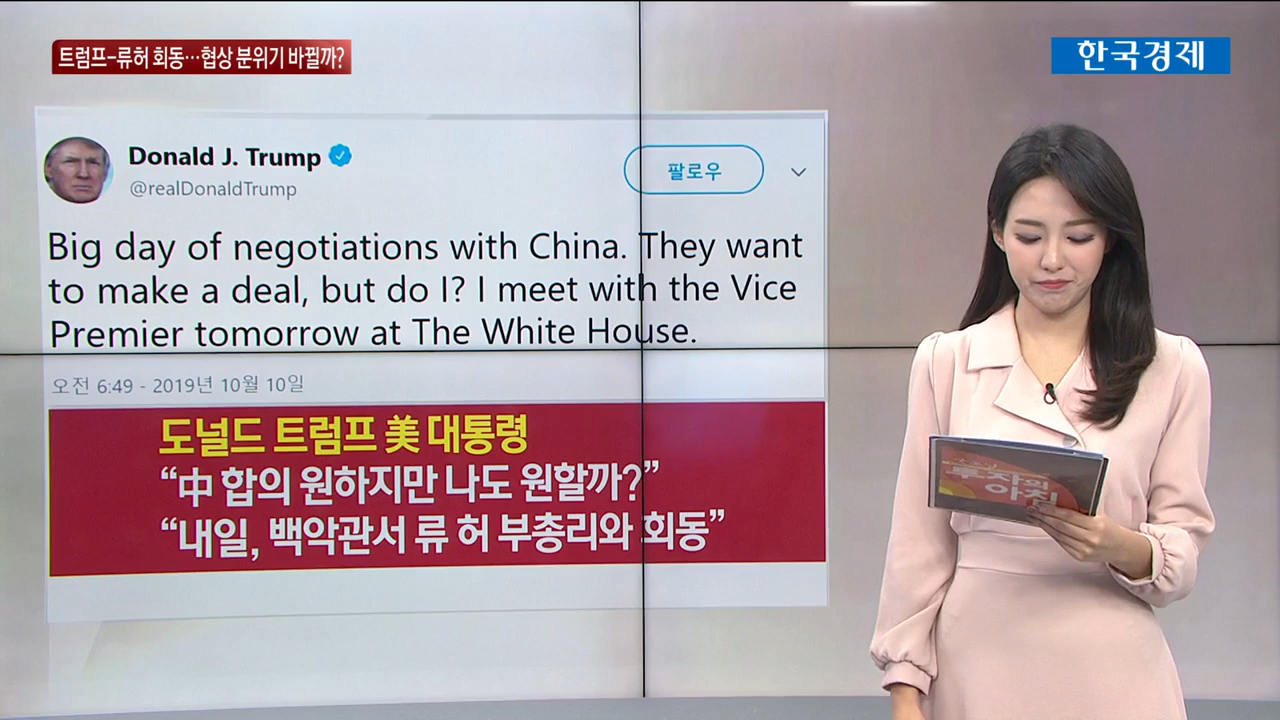 트럼프-류허 회동…협상 분위기 바뀔까?
한국경제
Donald J. Trump
@realDonaldTrump
팔로우
Big day of negotiations with China. They want
to make a deal, but do I? I meet with the Vice
Premier tomorrow at The White House.
오전 6:49 - 2019년 10월 10일
도널드 트럼프 美 대통령
“中 합의 원하지만 나도 원할까?”
“내일, 백악관서 류 허 부총리와 회동”
투자의
아침